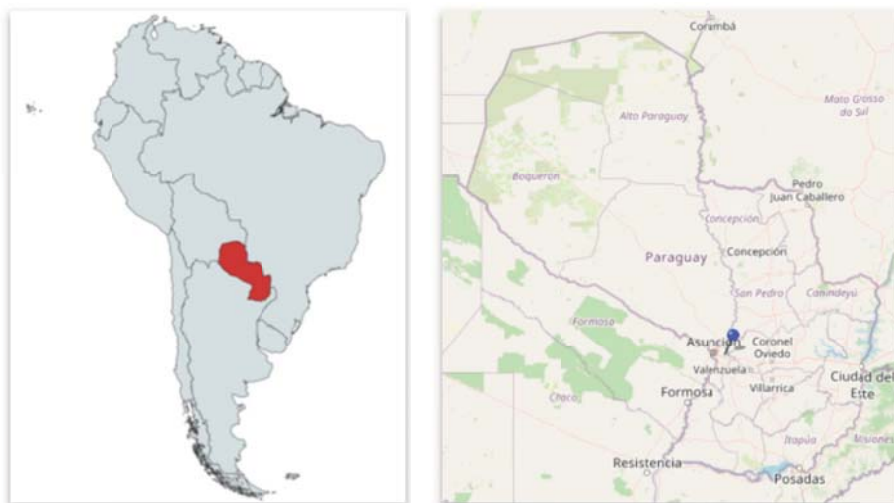 Corumbá
Mato Grosso
do Sul
Alto Paraguay
Boqueron
Pedro
Juan Caballero
Concepción
Concepción
Paraguay
San Pedro
Canindeyú
Formosa
Asunción
Coronel
Oviedo
Valenzuela
Ciudad del
Este
Villarrica
Formosa
Chaco
Misiones
Itapúa
Resistencia
Posadas